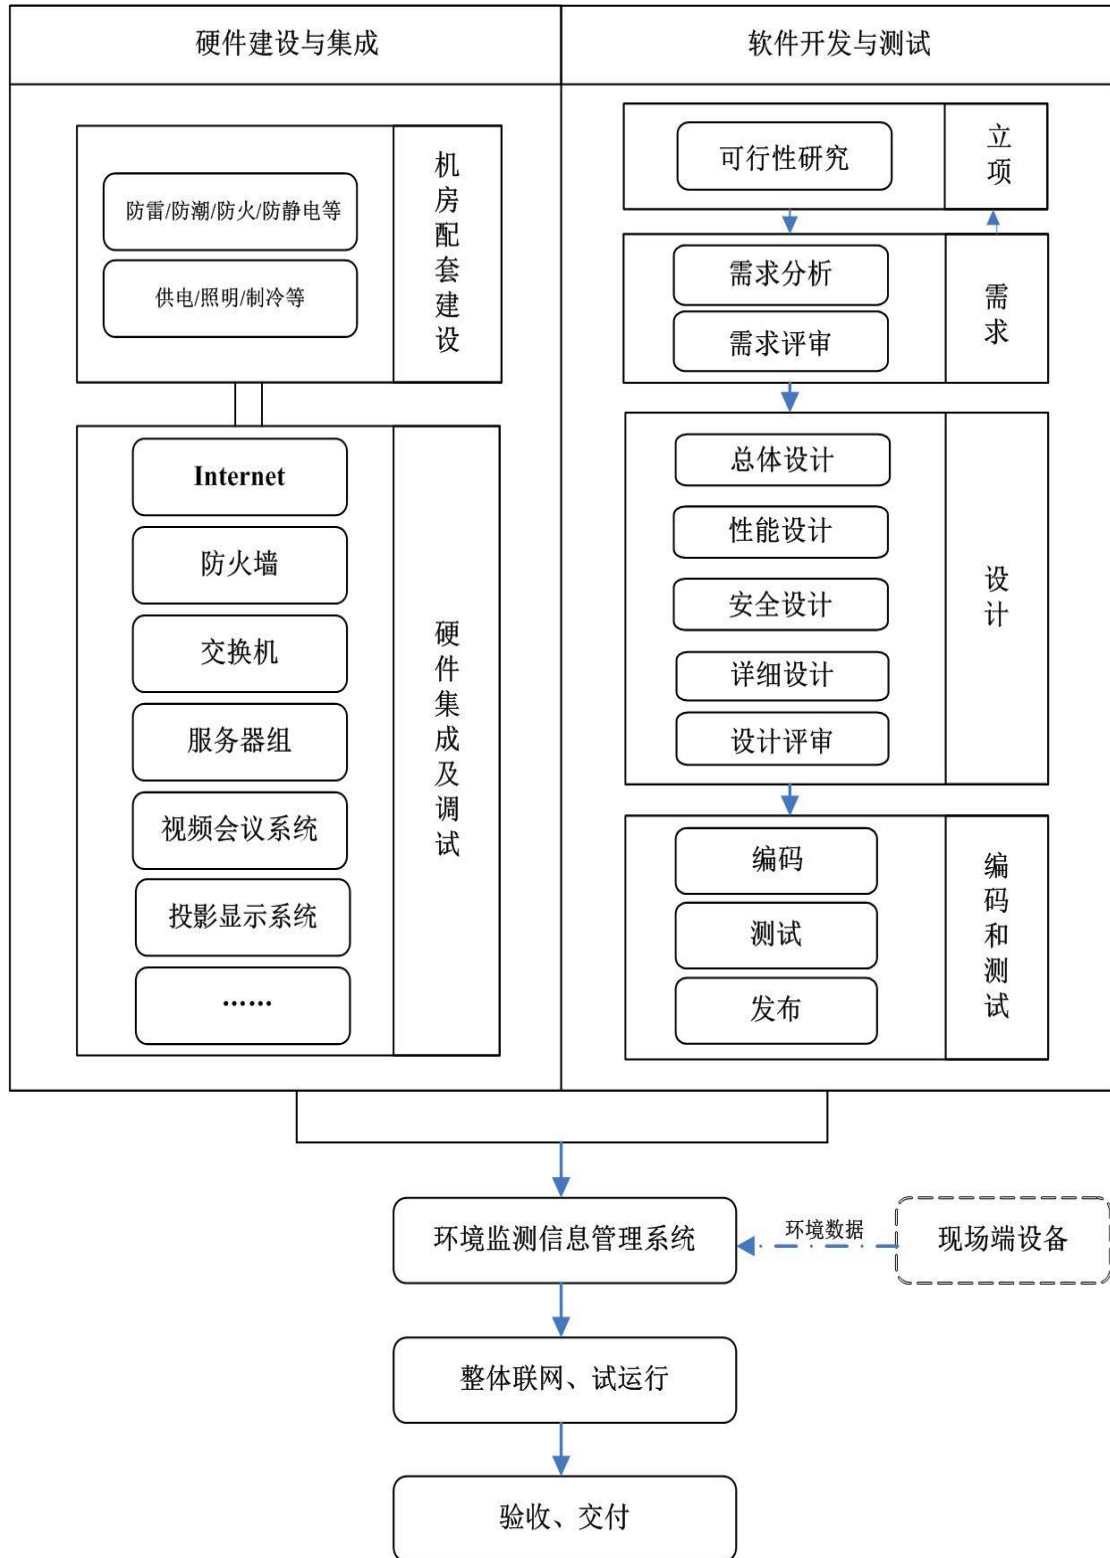 硬件建设与集成
软件开发与测试
防雷/防潮/防火/防静电等
供电/照明/制冷等
机房配套建设
Internet
防火墙
交换机
服务器组
视频会议系统
投影显示系统
……
硬件集成及调试
可行性研究
立项
需求分析
需求评审
需求
总体设计
性能设计
安全设计
详细设计
设计评审
设计
编码
测试
发布
编码和测试
环境监测信息管理系统
环境数据
现场端设备
整体联网、试运行
验收、交付